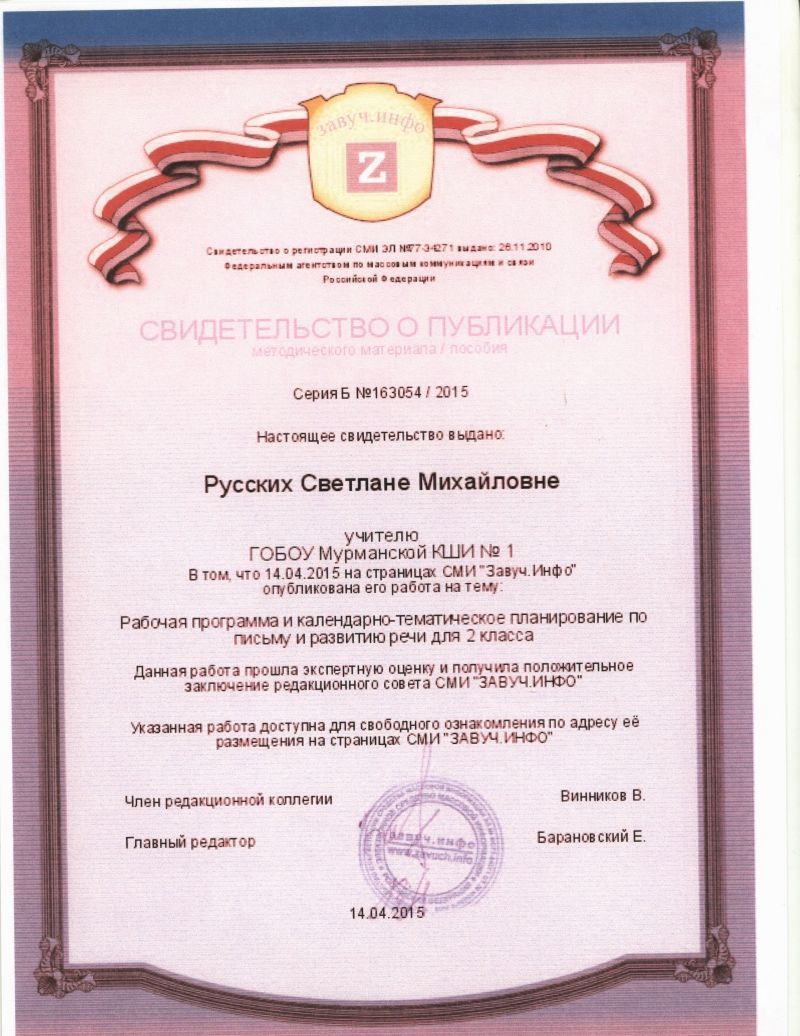 завуч.инфо
Z
Свидетельство о регистрации СМИ ЭЛ №77-34271 выдано: 26.11.2010
Федеральным агентством по массовым коммуникациям и связи
Российской Федерации
СВИДЕТЕЛЬСТВО О ПУБЛИКАЦИИ
методического материала / пособия
Серия Б №163054 / 2015
Настоящее свидетельство выдано:
Русских Светлане Михайловне
учителю
ГОБОУ Мурманской КШИ № 1
В том, что 14.04.2015 на страницах СМИ "Завуч.Инфо"
опубликована его работа на тему:
Рабочая программа и календарно-тематическое планирование по
письму и развитию речи для 2 класса
Данная работа прошла экспертную оценку и получила положительное
заключение редакционного совета СМИ "ЗАВУЧ.ИНФО"
Указанная работа доступна для свободного ознакомления по адресу её
размещения на страницах СМИ "ЗАВУЧ.ИНФО"
Член редакционной коллегии Винников В.
Главный редактор Барановский Е.
завуч.инфо
www.zavuch.info
14.04.2015